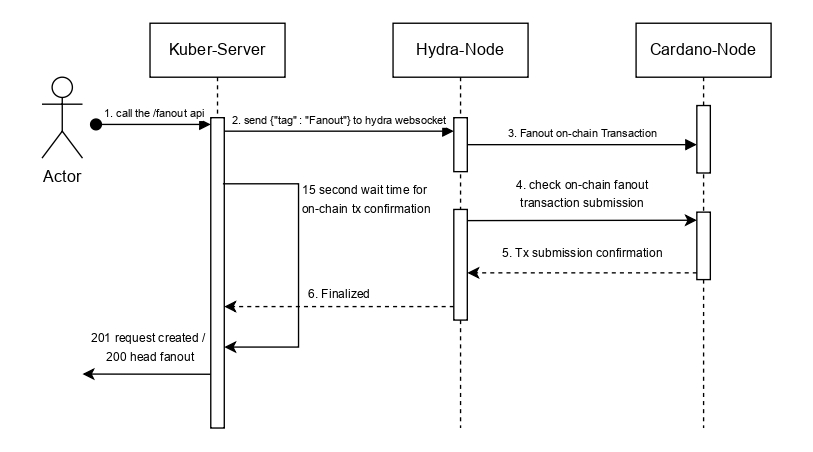 Kuber-Server
Hydra-Node
Cardano-Node
1. call the /fanout api
2. send {"tag" : "Fanout"} to hydra websocket
3. Fanout on-chain Transaction
Actor
15 second wait time for
on-chain tx confirmation
4. check on-chain fanout
transaction submission
5. Tx submission confirmation
6. Finalized
201 request created /
200 head fanout